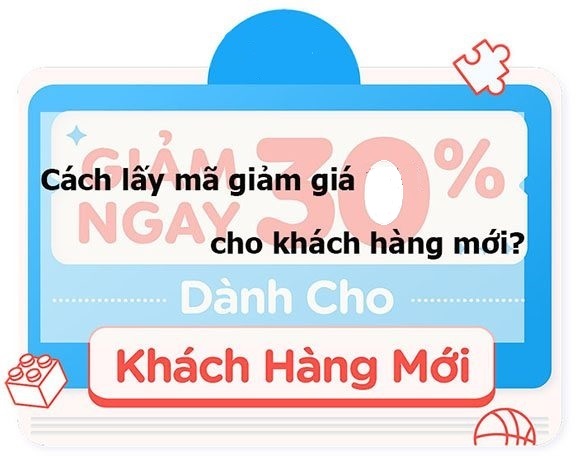 GIẢM
NGAY 30%
Cách lấy mã giảm giá
cho khách hàng mới?
Dành Cho
Khách Hàng Mới